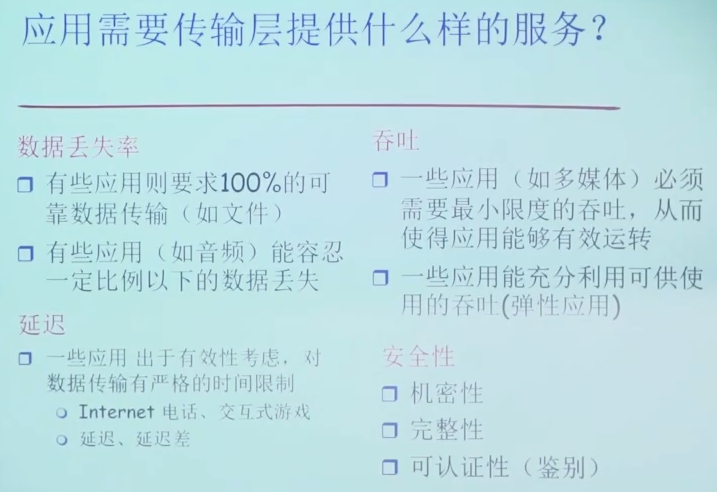 应用需要传输层提供什么样的服务？
数据丢失率
有些应用则要求100%的可
靠数据传输（如文件）
有些应用（如音频）能容忍
一定比例以下的数据丢失
延迟
一些应用 出于有效性考虑，对
数据传输有严格的时间限制
Internet 电话、交互式游戏
延迟、延迟差
吞吐
一些应用（如多媒体）必须
需要最小限度的吞吐，从而
使得应用能够有效运转
一些应用能充分利用可供使
用的吞吐(弹性应用)
安全性
机密性
完整性
可认证性（鉴别）